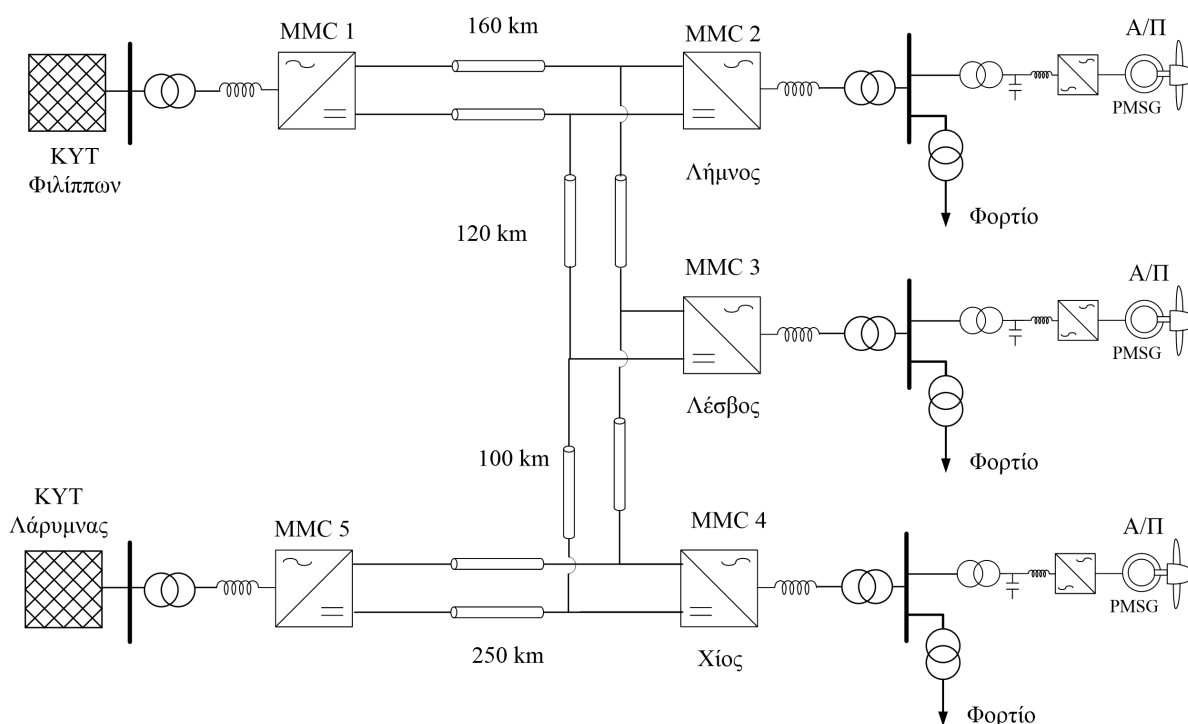 160 km
MMC 1
MMC 2
Α/Π
PMSG
ΚΥΤ
Φιλίππων
Λήμνος
Φορτίο
120 km
MMC 3
Α/Π
PMSG
Λέσβος
Φορτίο
100 km
ΚΥΤ
Λάρυμνας
MMC 5
MMC 4
Α/Π
PMSG
250 km
Χίος
Φορτίο